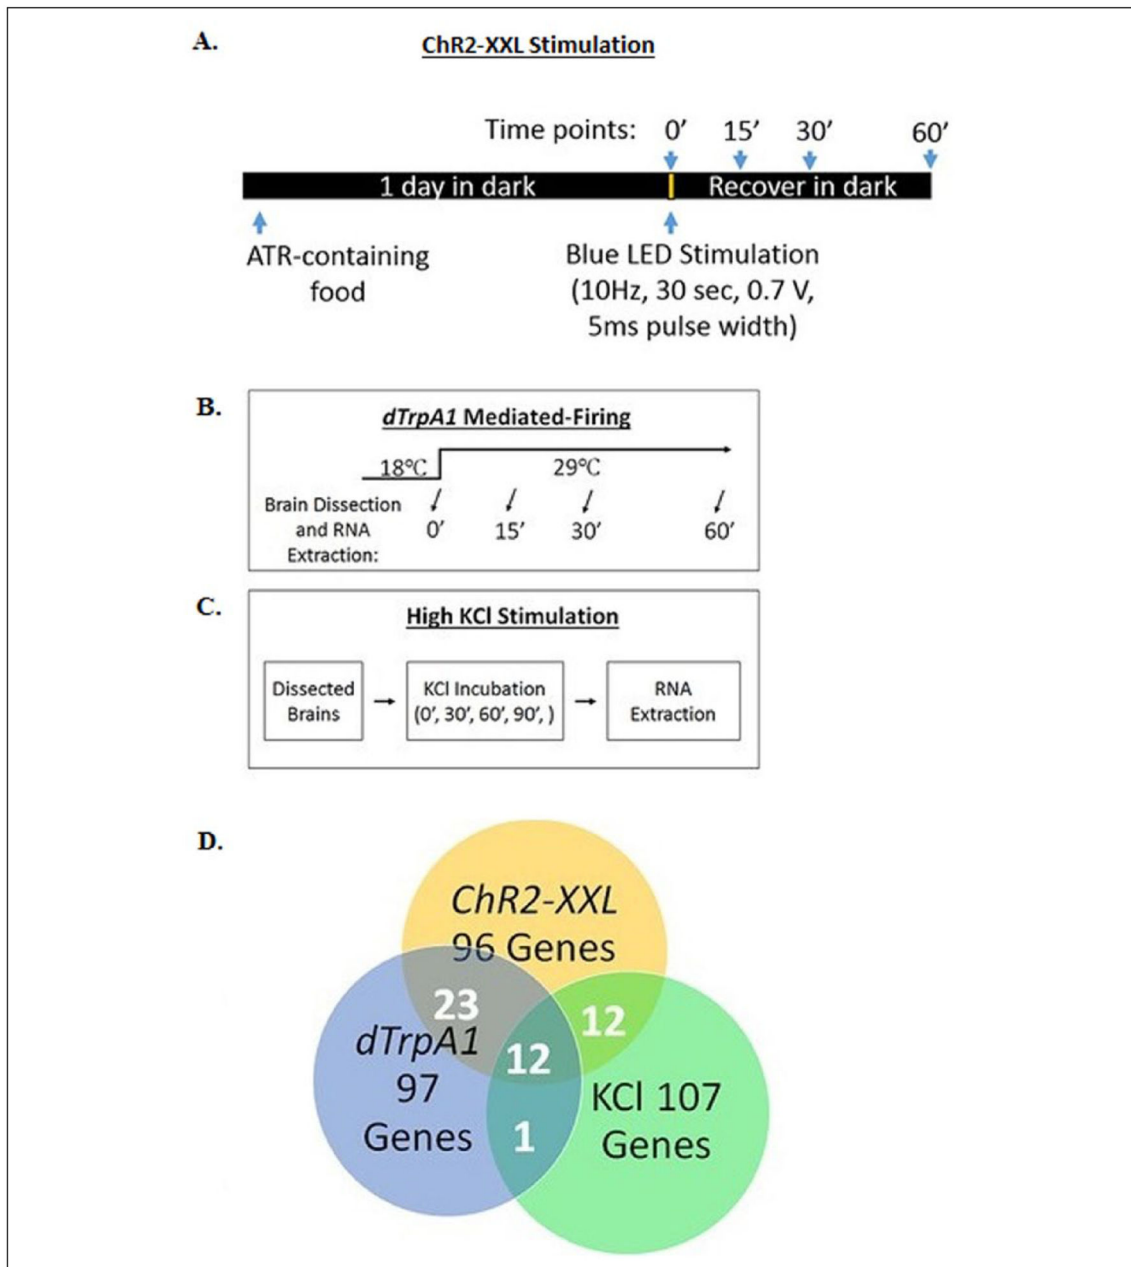 A.
ChR2-XXL Stimulation
Time points: 0’ 15’ 30’ 60’
1 day in dark Recover in dark
ATR-containing
food
Blue LED Stimulation
(10Hz, 30 sec, 0.7 V,
5ms pulse width)
B.
dTrpA1 Mediated-Firing
18°C 29°C
Brain Dissection
and RNA
Extraction:
0’ 15’ 30’ 60’
C.
High KCl Stimulation
Dissected
Brains
KCl Incubation
(0’, 30’, 60’, 90’, )
RNA
Extraction
D.
ChR2-XXL
96 Genes
23
12
dTrpA1
97
Genes
12
KCl 107
Genes
1